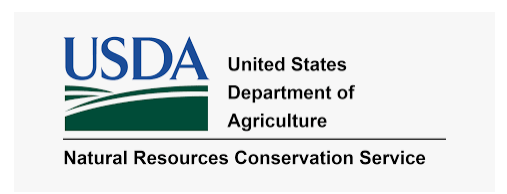 USDA
United States
Department of
Agriculture
Natural Resources Conservation Service